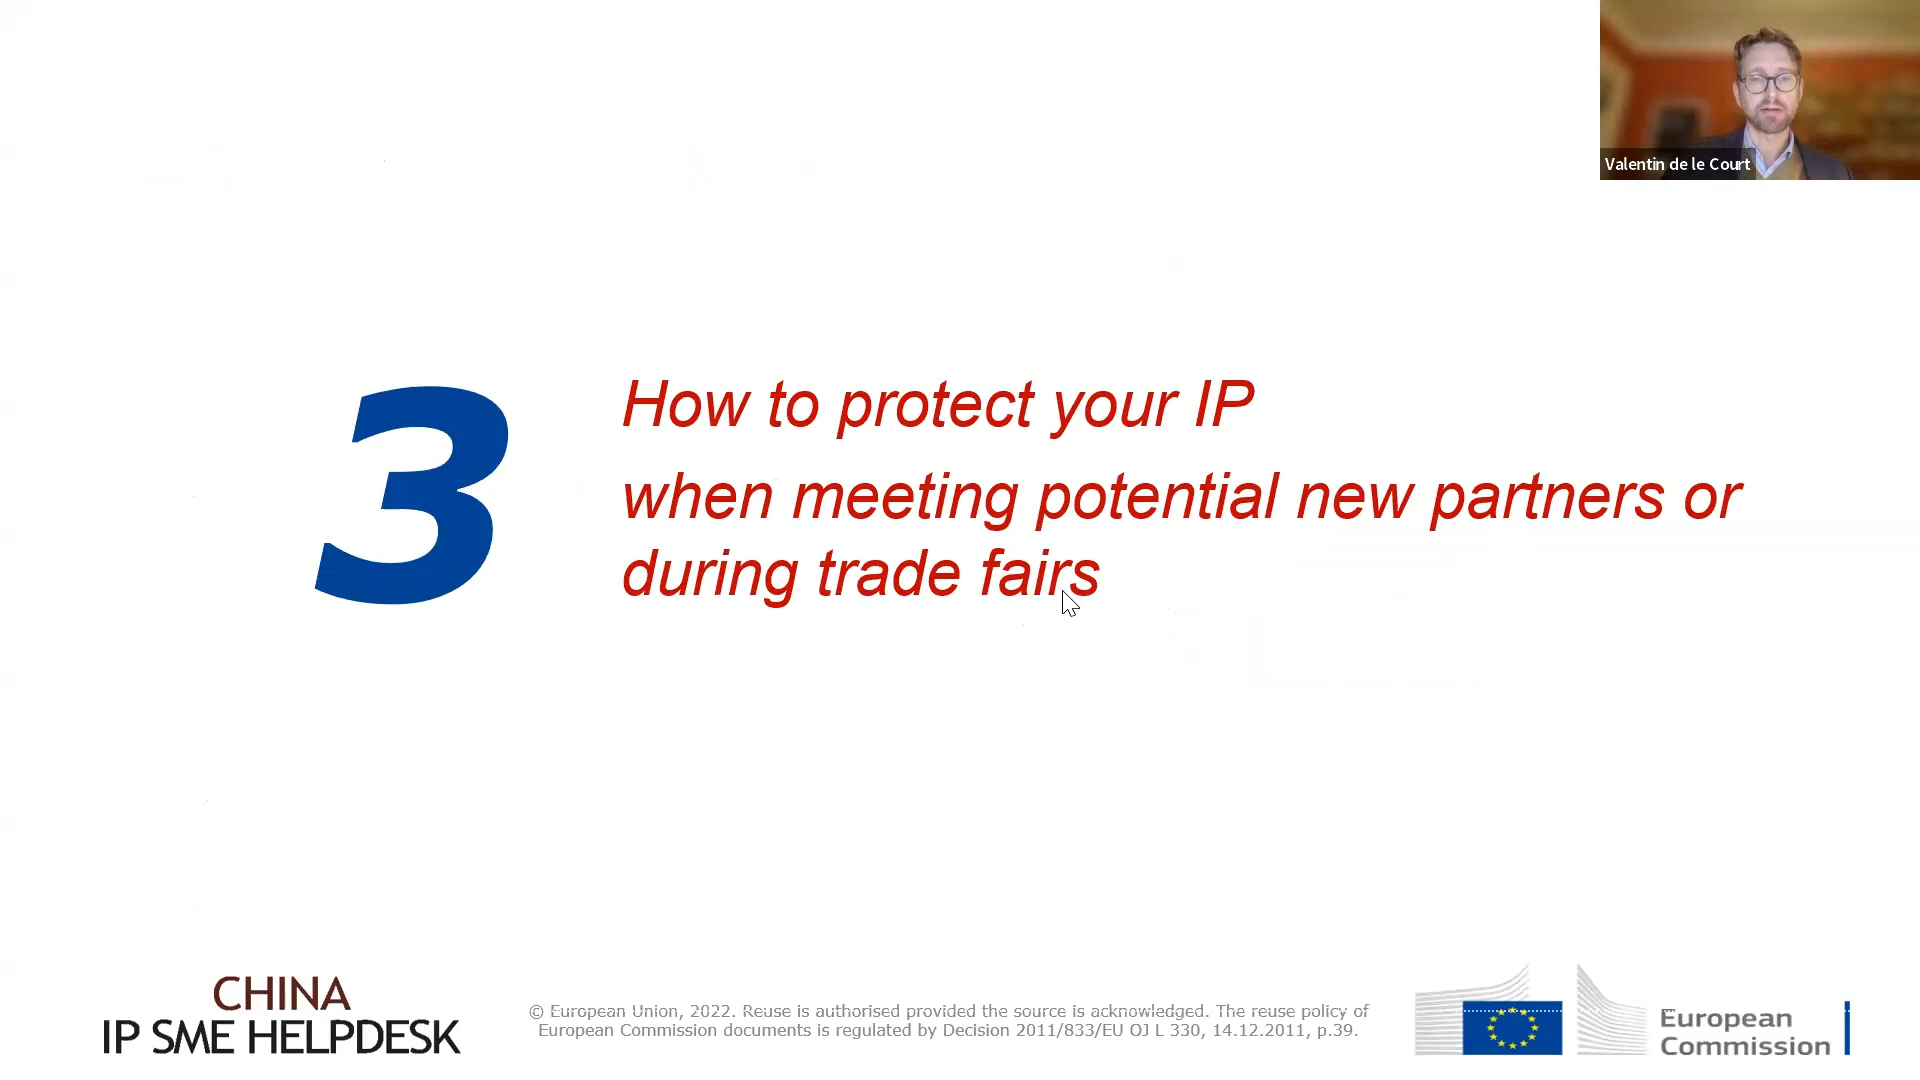 Valentin de le Court
3
How to protect your IP
when meeting potential new partners or
during trade fairs
CHINA
IP SME HELPDESK
© European Union, 2022. Reuse is authorised provided the source is acknowledged. The reuse policy of
European Commission documents is regulated by Decision 2011/833/EU OJ L 330, 14.12.2011, p.39.
European
Commission